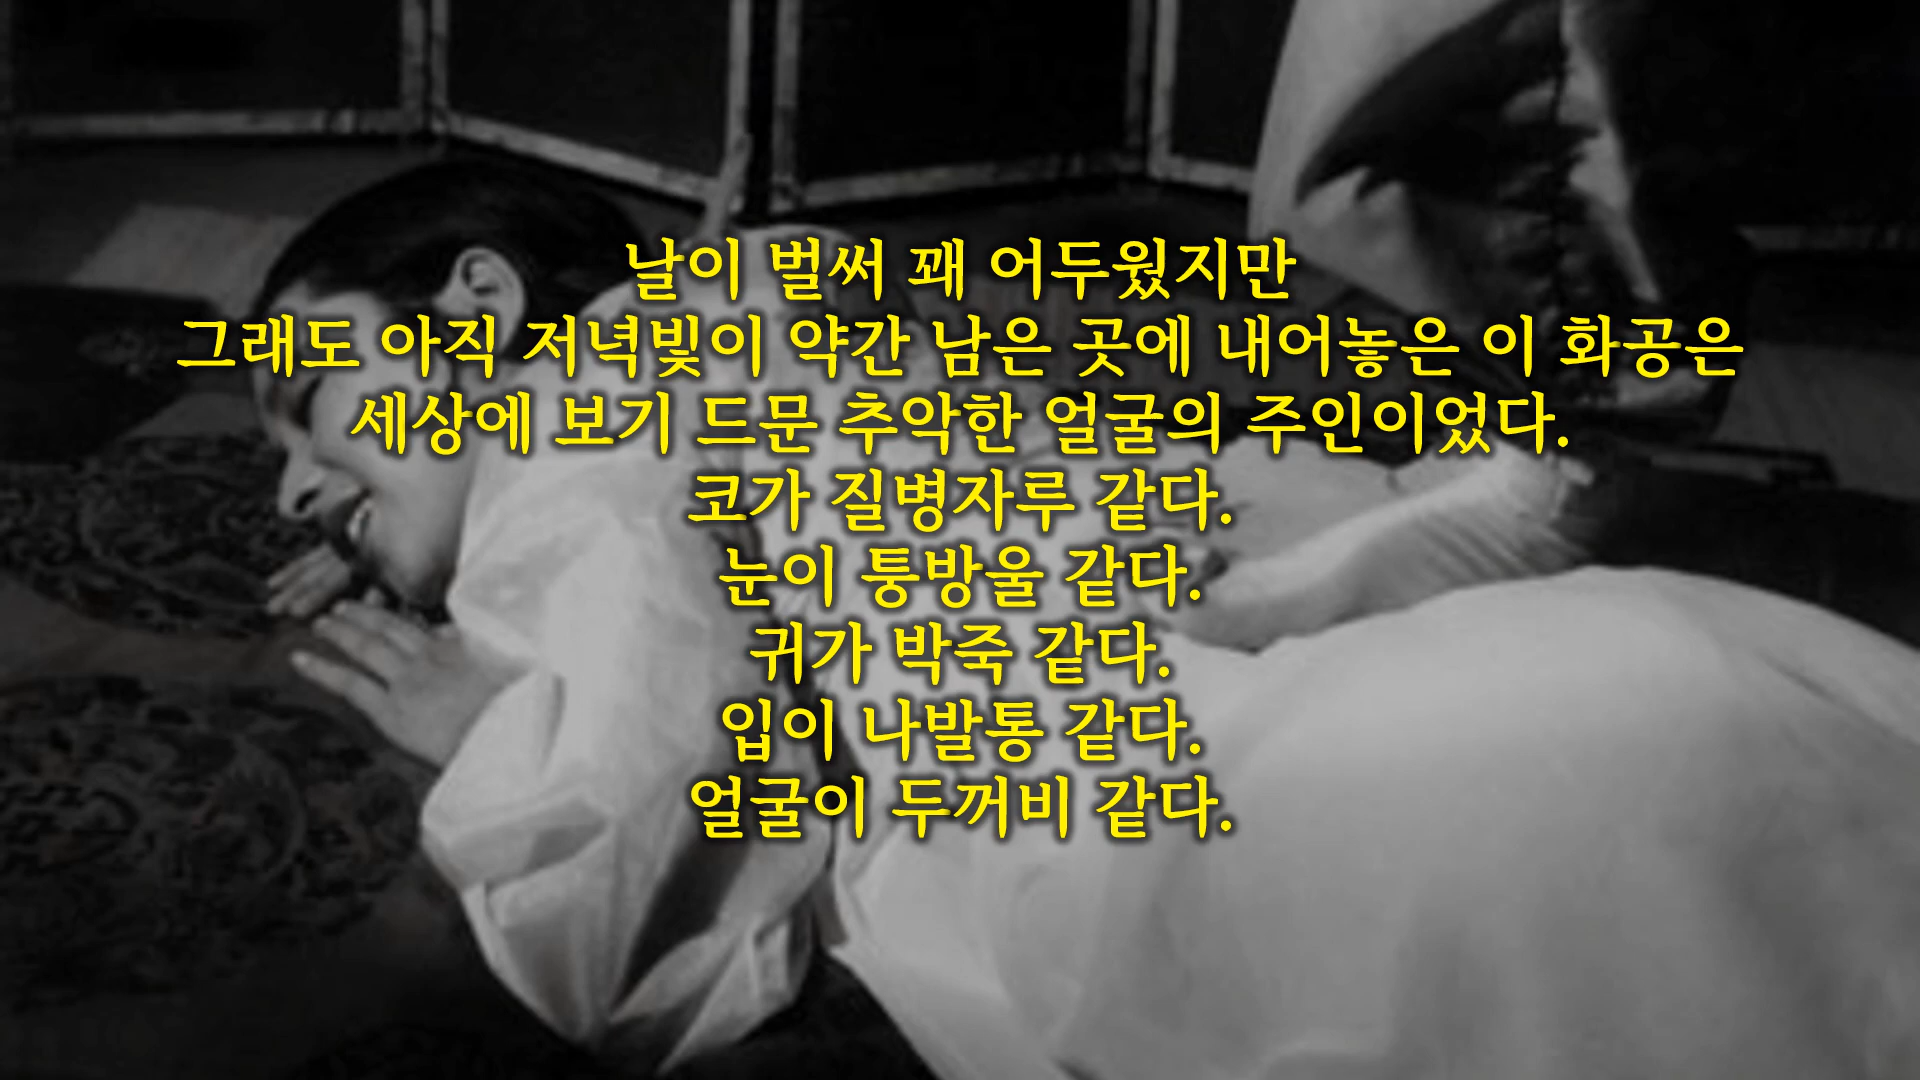 날이 벌써 꽤 어두웠지만
그래도 아직 저녁빛이 약간 남은 곳에 내어놓은 이 화공은
세상에 보기 드문 추악한 얼굴의 주인이었다.
코가 질병자루 같다.
눈이 퉁방울 같다.
귀가 박죽 같다.
입이 나발통 같다.
얼굴이 두꺼비 같다.